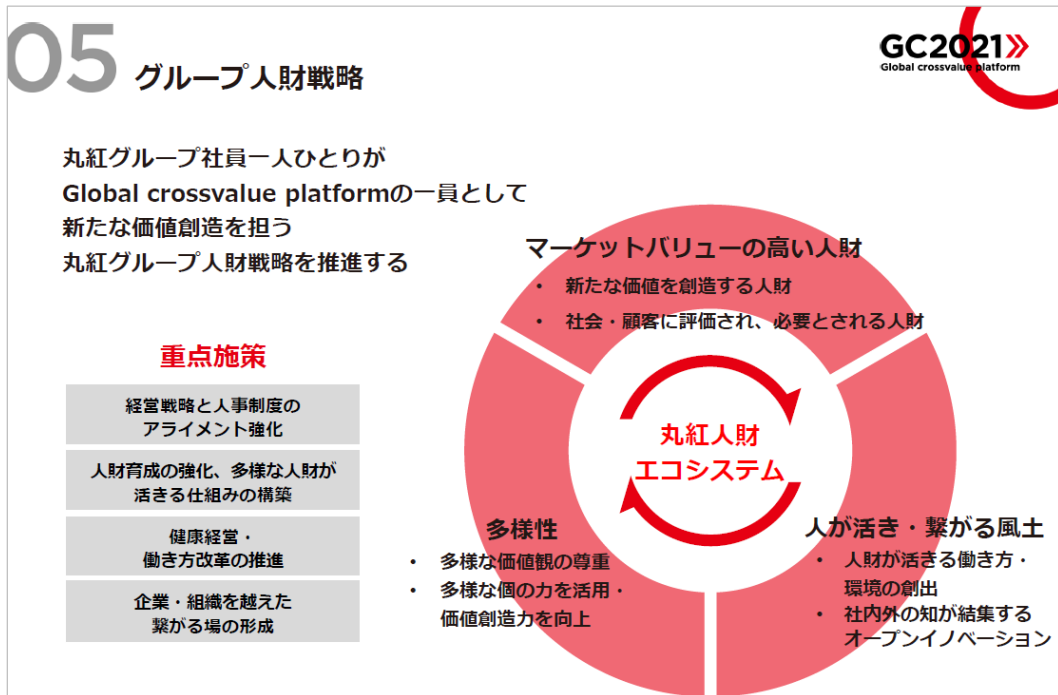 05 グループ人財戦略
GC2021
Global crossvalue platform
丸紅グループ社員一人ひとりが
Global crossvalue platformの一員として
新たな価値創造を担う
丸紅グループ人財戦略を推進する
重点施策
経営戦略と人事制度の
アライメント強化
人財育成の強化、多様な人財が
活きる仕組みの構築
健康経営・
働き方改革の推進
企業・組織を越えた
繋がる場の形成
マーケットバリューの高い人財
• 新たな価値を創造する人財
• 社会・顧客に評価され、必要とされる人財
丸紅人財
エコシステム
多様性
• 多様な価値観の尊重
• 多様な個の力を活用・
価値創造力を向上
人が活き・繋がる風土
• 人財が活きる働き方・
環境の創出
• 社内外の知が結集する
オープンイノベーション